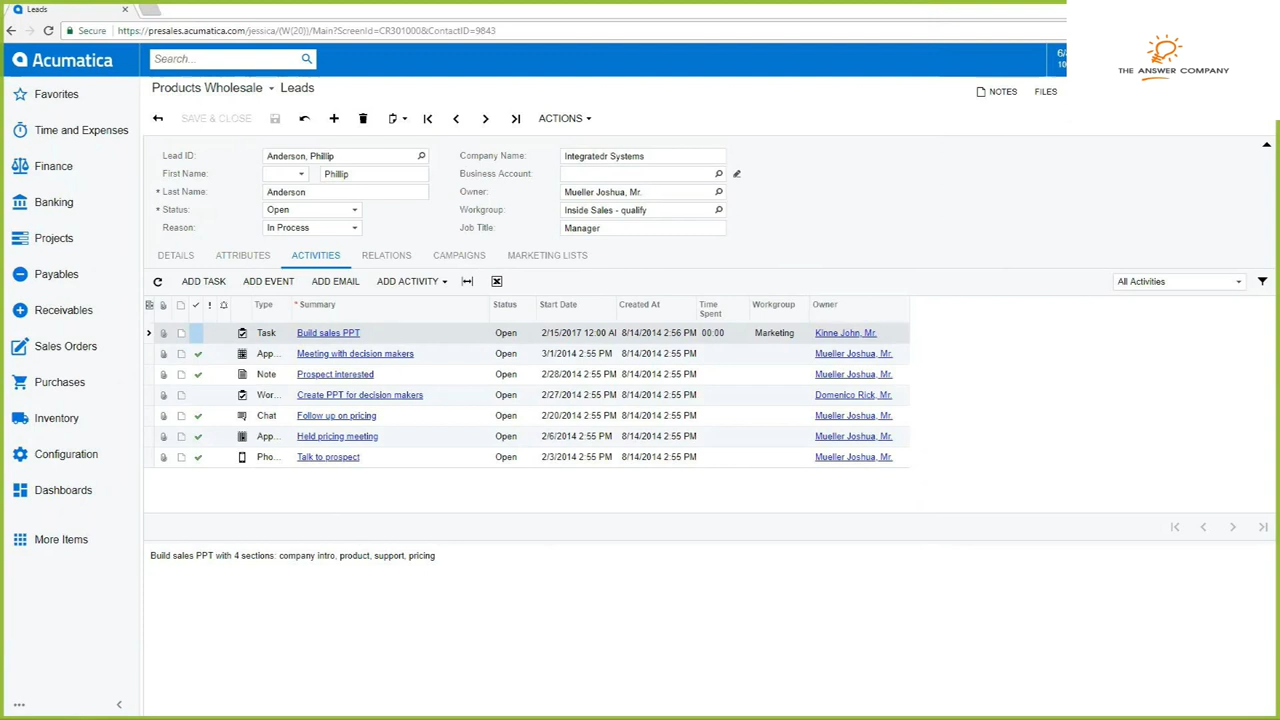 Leads
Secure https://presales.acumatica.com/jessica/(W(20))/Main?ScreenId=CR301000&ContactID=9843
Acumatica
Search...
6/
10
THE ANSWER COMPANY
Favorites
Time and Expenses
Finance
Banking
Projects
Payables
Receivables
Sales Orders
Purchases
Inventory
Configuration
Dashboards
More Items
Products Wholesale Leads
NOTES FILES
SAVE & CLOSE ACTIONS
Lead ID: Anderson, Phillip Company Name: Integratedr Systems
First Name: Phillip Business Account:
* Last Name: Anderson Owner: Mueller Joshua, Mr.
* Status: Open Workgroup: Inside Sales - qualify
Reason: In Process Job Title: Manager
DETAILS ATTRIBUTES ACTIVITIES RELATIONS CAMPAIGNS MARKETING LISTS
ADD TASK ADD EVENT ADD EMAIL ADD ACTIVITY All Activities
Type * Summary Status Start Date Created At Time Spent Workgroup Owner
Task Build sales PPT Open 2/15/2017 12:00 AI 8/14/2014 2:56 PM 00:00 Marketing Kinne John, Mr.
App... Meeting with decision makers Open 3/1/2014 2:55 PM 8/14/2014 2:55 PM Mueller Joshua, Mr.
Note Prospect interested Open 2/28/2014 2:55 PM 8/14/2014 2:55 PM Mueller Joshua, Mr.
Wor... Create PPT for decision makers Open 2/27/2014 2:55 PM 8/14/2014 2:55 PM Domenico Rick, Mr.
Chat Follow up on pricing Open 2/20/2014 2:55 PM 8/14/2014 2:55 PM Mueller Joshua, Mr.
App... Held pricing meeting Open 2/6/2014 2:55 PM 8/14/2014 2:55 PM Mueller Joshua, Mr.
Pho... Talk to prospect Open 2/3/2014 2:55 PM 8/14/2014 2:55 PM Mueller Joshua, Mr.
Build sales PPT with 4 sections: company intro, product, support, pricing